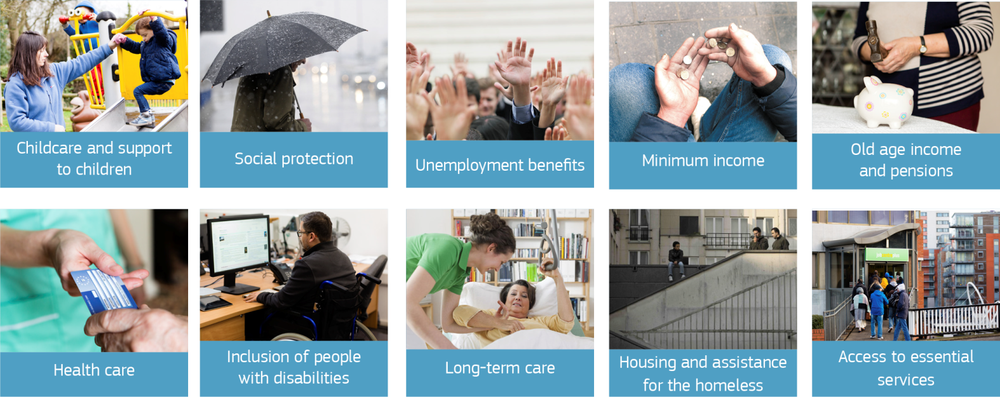 Childcare and support
to children
Social protection
Unemployment benefits
Minimum income
Old age income
and pensions
Health care
Inclusion of people
with disabilities
Long-term care
Housing and assistance
for the homeless
Access to essential
services